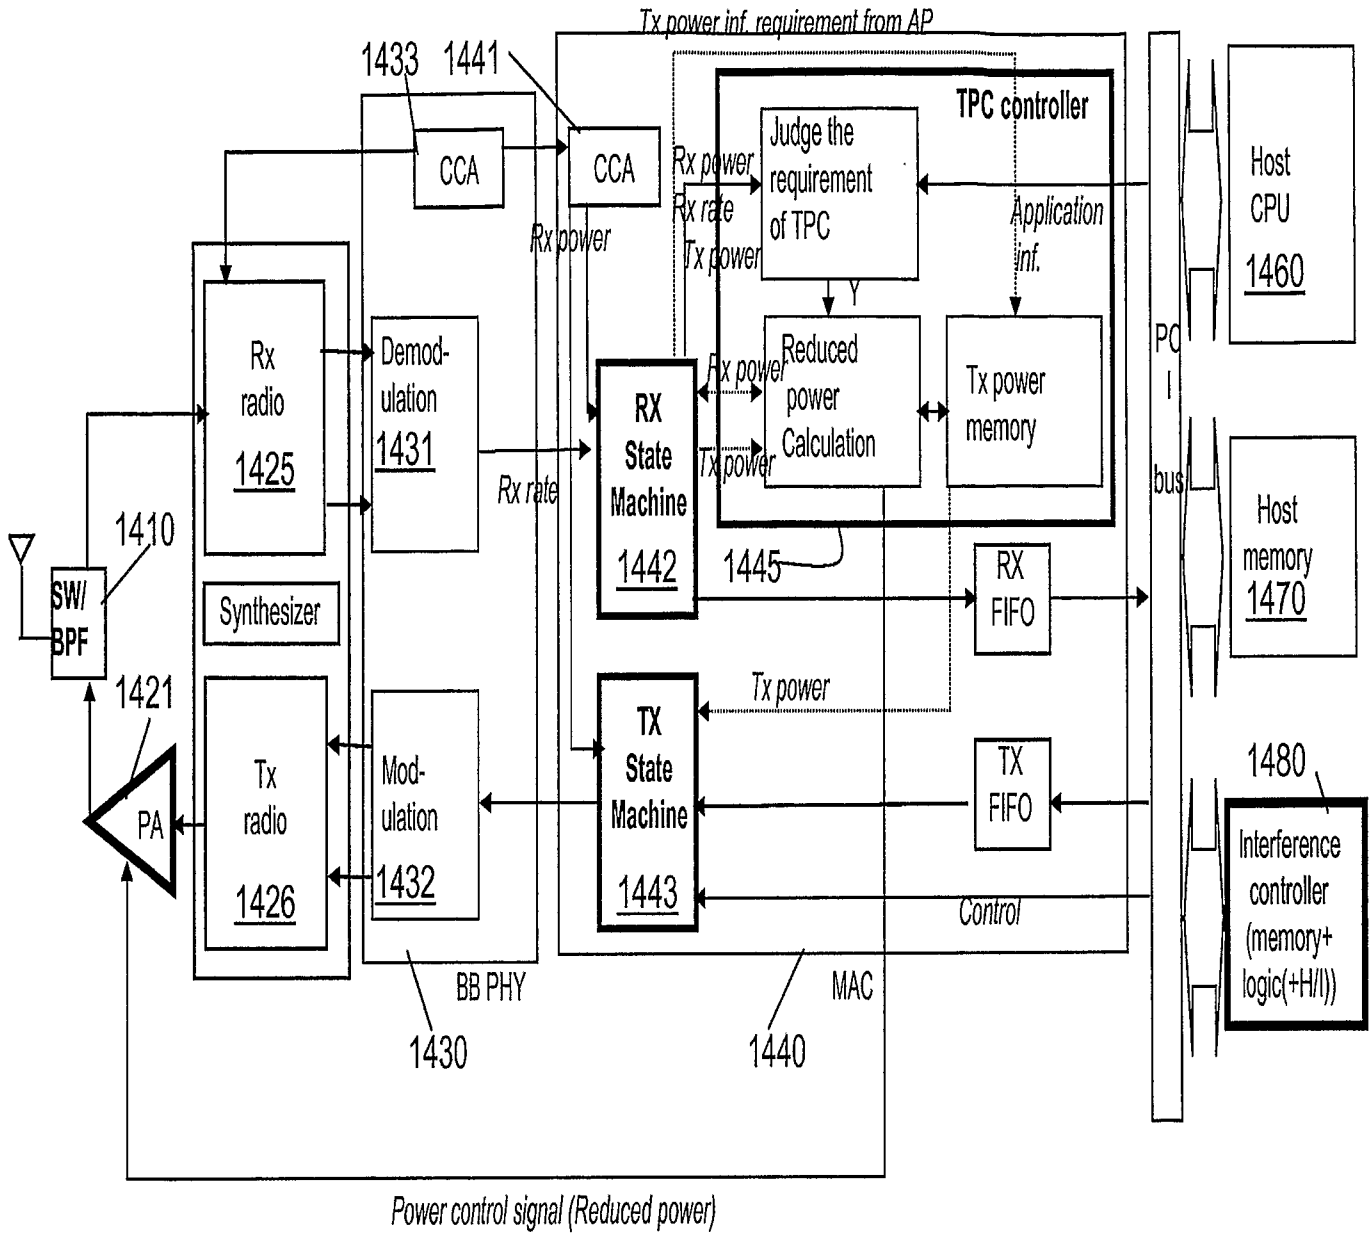 Tx power inf. requirement from AP
1433
1441
TPC controller
CCA
CCA
Judge the
requirement
of TPC
Rx power
Rx rate
Tx power
Rx power
Application
inf.
Y
Host
CPU
1460
Rx
radio
1425
Demod-
ulation
1431
Rx rate
RX
State
Machine
1442
Rx power
Tx power
Reduced
power
Calculation
Tx power
memory
PC
I
bus
Host
memory
1470
1410
SW/
BPF
Synthesizer
1445
RX
FIFO
1421
PA
Tx
radio
1426
Mod-
ulation
1432
TX
State
Machine
1443
Tx power
TX
FIFO
Control
1480
Interference
controller
(memory+
logic(+H/I))
BB PHY
MAC
1430
1440
Power control signal (Reduced power)